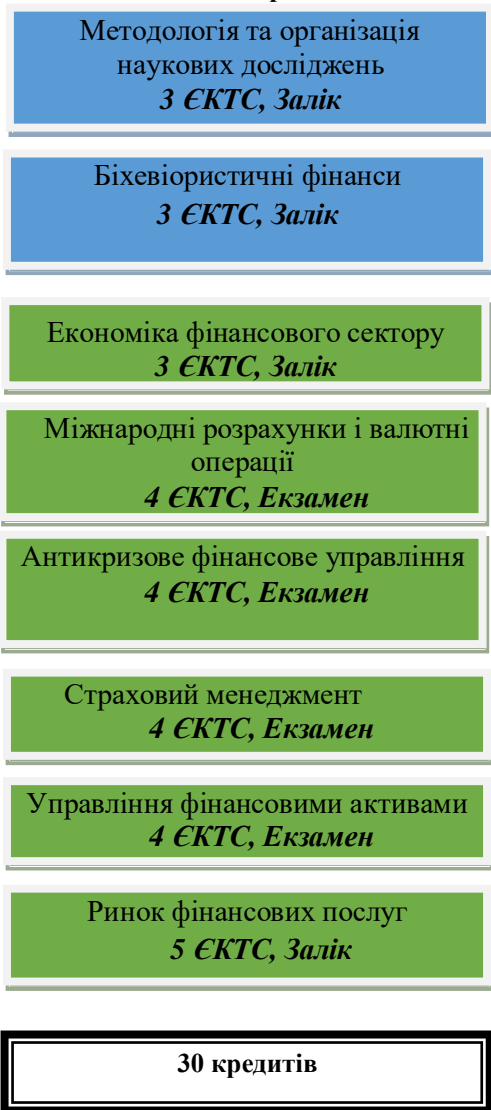 Методологія та організація
наукових досліджень
3 ЄКТС, Залік
Біхевіористичні фінанси
3 ЄКТС, Залік
Економіка фінансового сектору
3 ЄКТС, Залік
Міжнародні розрахунки і валютні
операції
4 ЄКТС, Екзамен
Антикризове фінансове управління
4 ЄКТС, Екзамен
Страховий менеджмент
4 ЄКТС, Екзамен
Управління фінансовими активами
4 ЄКТС, Екзамен
Ринок фінансових послуг
5 ЄКТС, Залік
30 кредитів